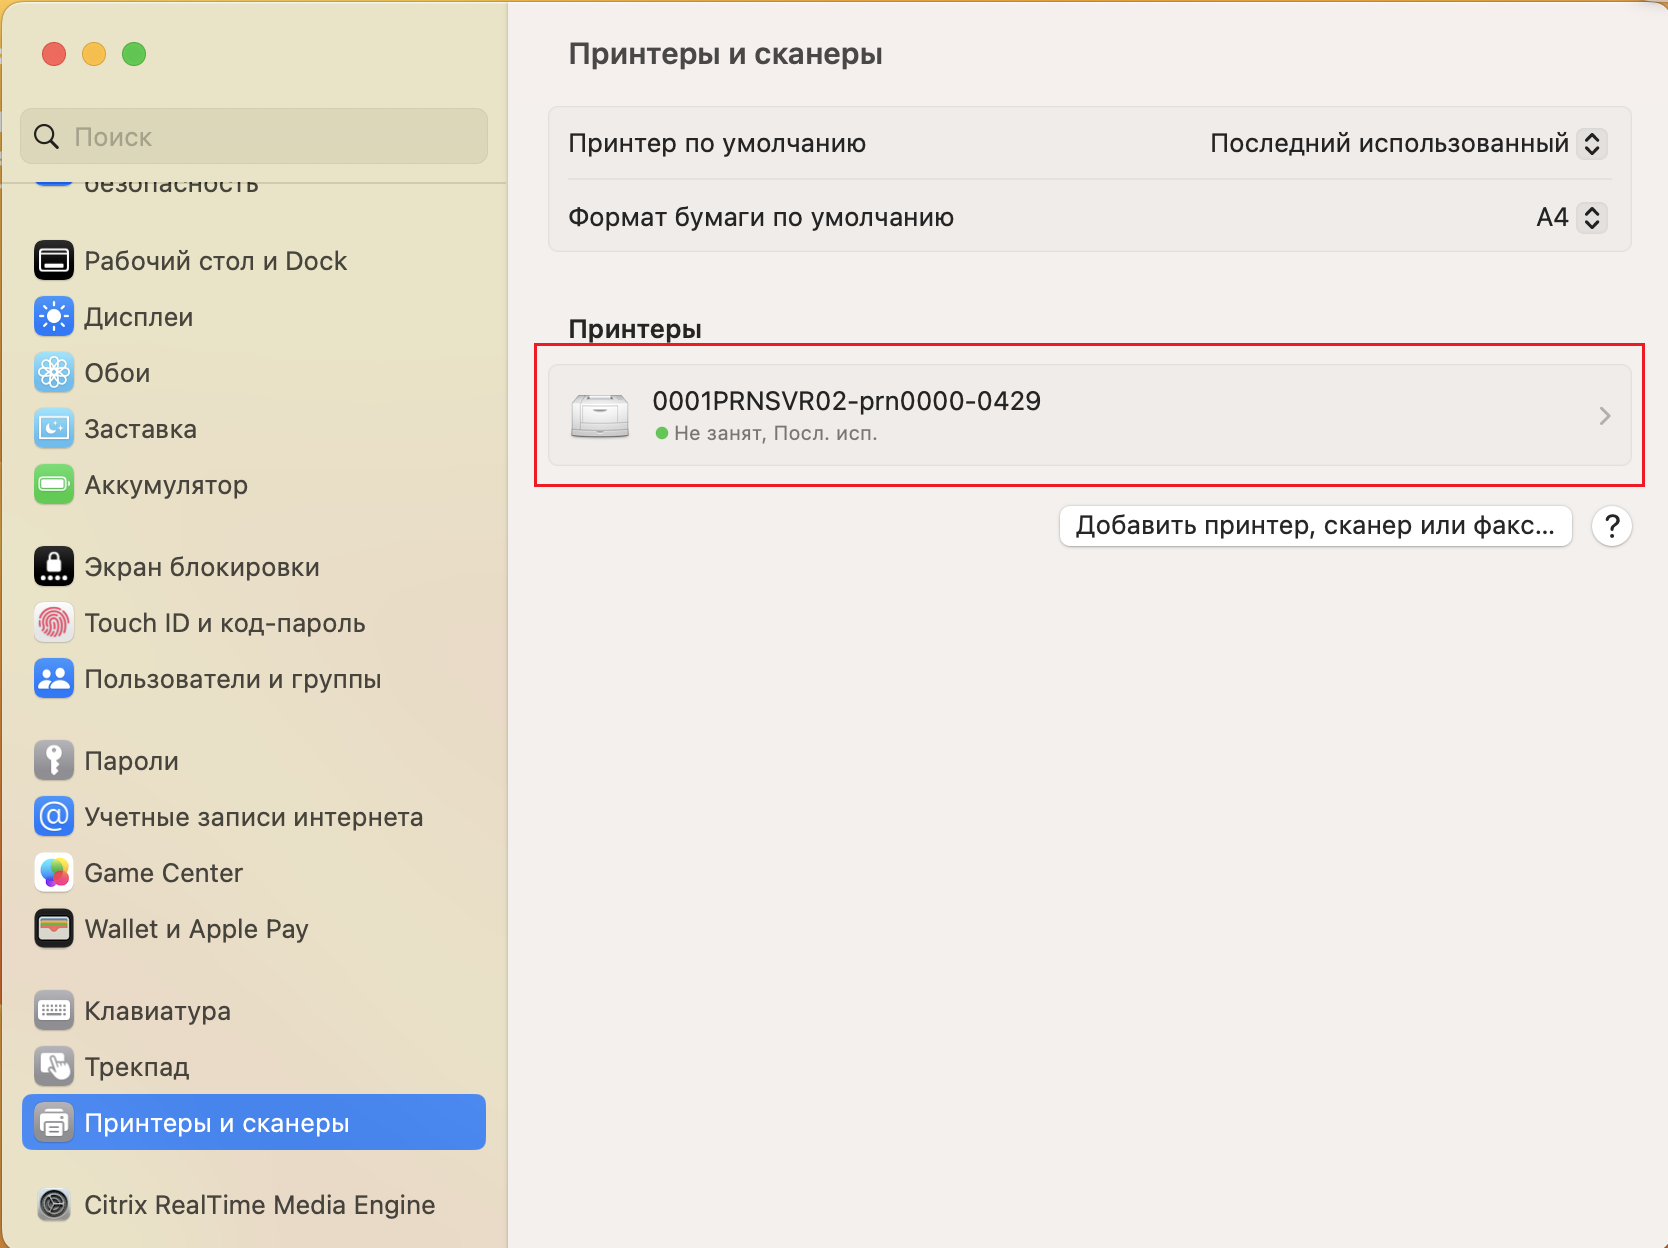 Поиск
безопасность
Рабочий стол и Dock
Дисплеи
Обои
Заставка
Аккумулятор
Экран блокировки
Touch ID и код-пароль
Пользователи и группы
Пароли
Учетные записи интернета
Game Center
Wallet и Apple Pay
Клавиатура
Трекпад
Принтеры и сканеры
Citrix RealTime Media Engine
Принтеры и сканеры
Принтер по умолчанию Последний использованный
Формат бумаги по умолчанию A4
Принтеры
0001PRNSVR02-prn0000-0429
Не занят, Посл. исп.
Добавить принтер, сканер или факс... ?